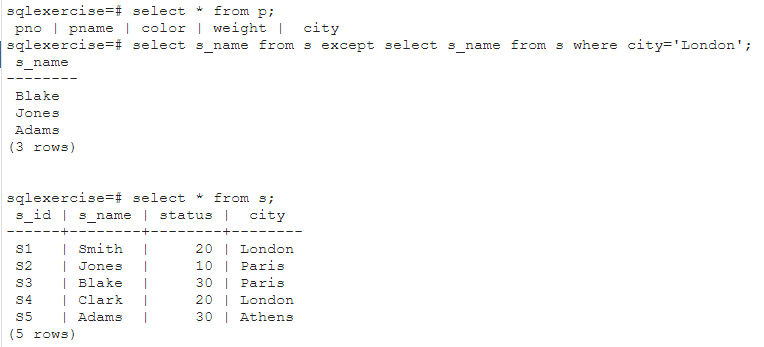 sqlexercise=# select * from p;
pno | pname | color | weight | city
sqlexercise=# select s_name from s except select s_name from s where city='London';
s_name
--------
Blake
Jones
Adams
(3 rows)
sqlexercise=# select * from s;
s_id | s_name | status | city
------+--------+--------+--------
S1 | Smith | 20 | London
S2 | Jones | 10 | Paris
S3 | Blake | 30 | Paris
S4 | Clark | 20 | London
S5 | Adams | 30 | Athens
(5 rows)